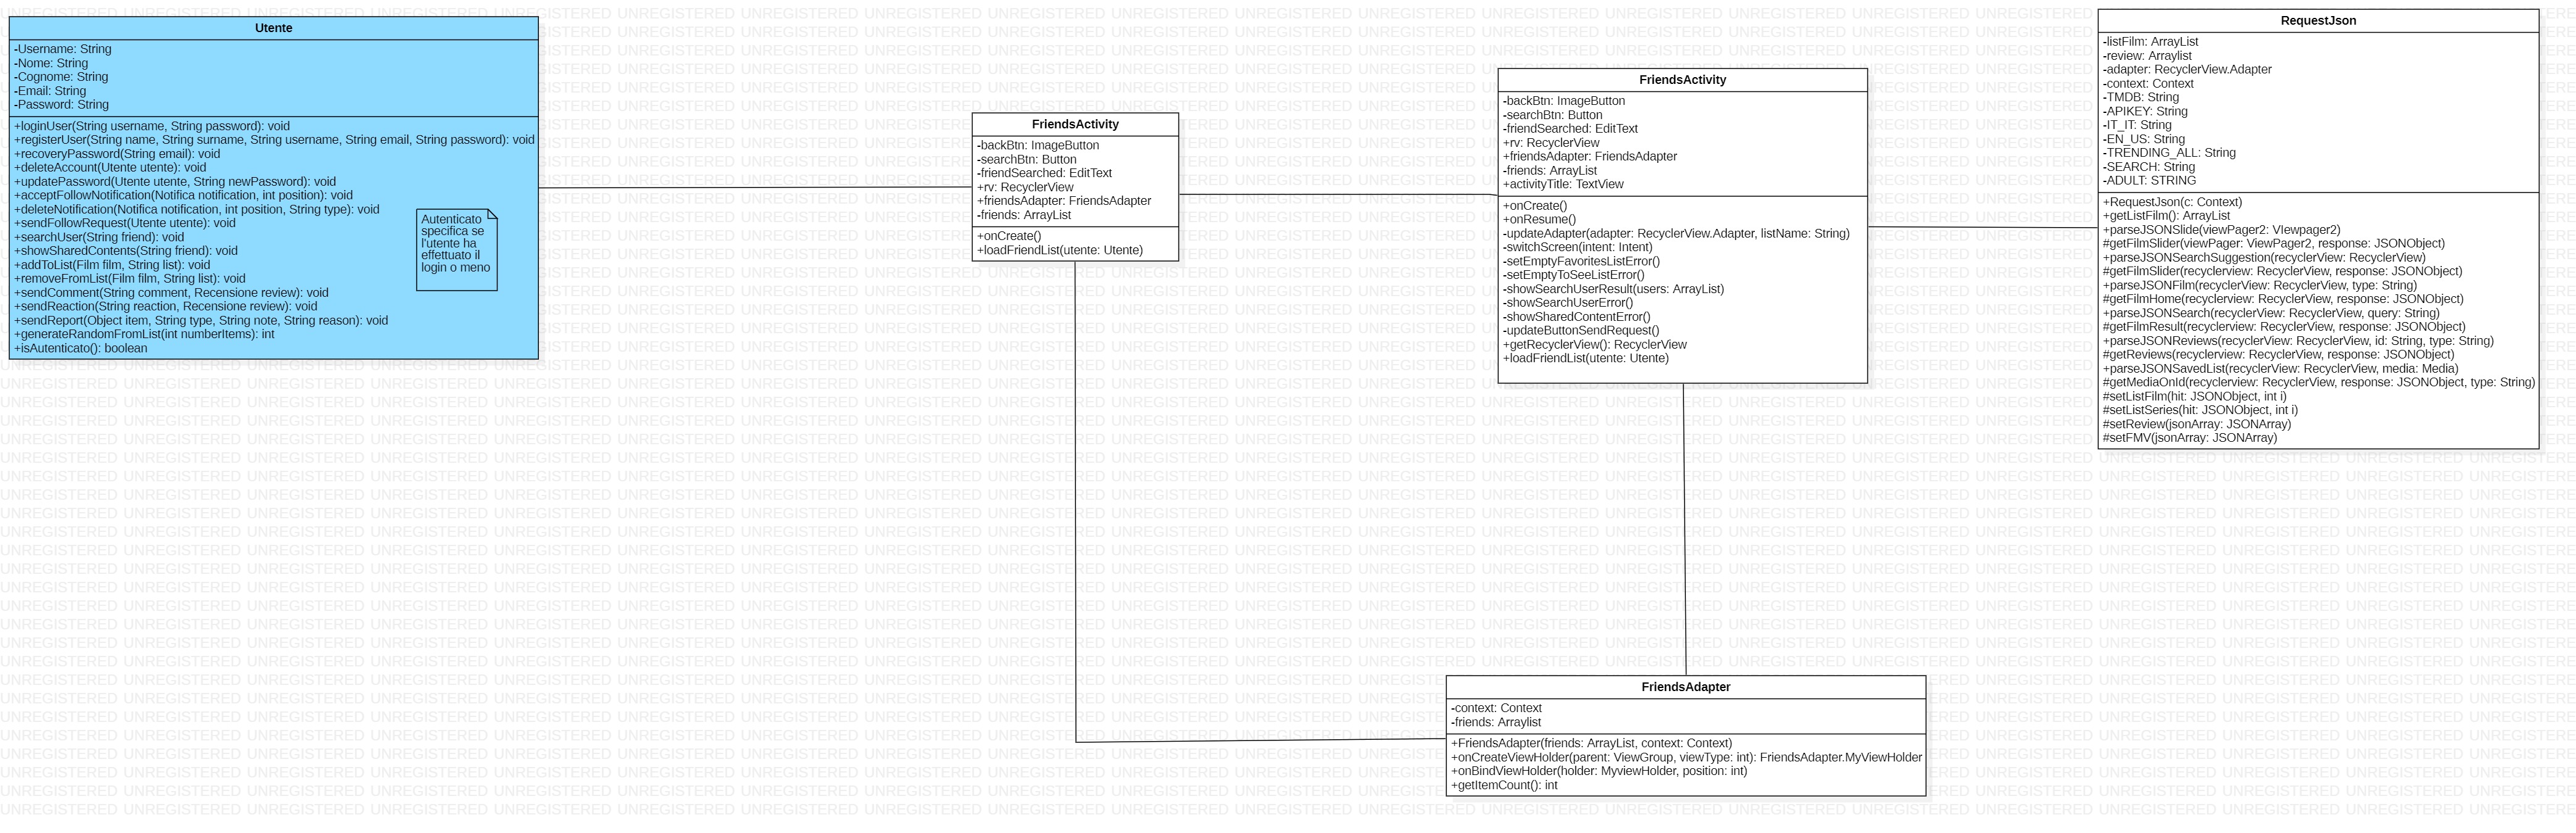 Utente
-Username: String
-Nome: String
-Cognome: String
-Email: String
-Password: String
+loginUser(String username, String password): void
+registerUser(String name, String surname, String username, String email, String password): void
+recoveryPassword(String email): void
+deleteAccount(Utente utente): void
+updatePassword(Utente utente, String newPassword): void
+acceptFollowNotification(Notifica notification, int position): void
+deleteNotification(Notifica notification, int position, String type): void
+sendFollowRequest(Utente utente): void
+searchUser(String friend): void
+showSharedContents(String friend): void
+addToList(Film film, String list): void
+removeFromList(Film film, String list): void
+sendComment(String comment, Recensione review): void
+sendReaction(String reaction, Recensione review): void
+sendReport(Object item, String type, String note, String reason): void
+generateRandomFromList(int numberItems): int
+isAutenticato(): boolean
Autenticato
specifica se
l'utente ha
effettuato il
login o meno
FriendsActivity
-backBtn: ImageButton
-searchBtn: Button
-friendSearched: EditText
+rv: RecyclerView
+friendsAdapter: FriendsAdapter
-friends: ArrayList
+onCreate()
+loadFriendList(utente: Utente)
FriendsActivity
-backBtn: ImageButton
-searchBtn: Button
-friendSearched: EditText
+rv: RecyclerView
+friendsAdapter: FriendsAdapter
-friends: ArrayList
+activityTitle: TextView
+onCreate()
+onResume()
-updateAdapter(adapter: RecyclerView.Adapter, listName: String)
-switchScreen(intent: Intent)
-setEmptyFavoritesListError()
-setEmptyToSeeListError()
-showSearchUserResult(users: ArrayList)
-showSearchUserError()
-showSharedContentError()
-updateButtonSendRequest()
+getRecyclerView(): RecyclerView
+loadFriendList(utente: Utente)
RequestJson
-listFilm: ArrayList
-review: Arraylist
-adapter: RecyclerView.Adapter
-context: Context
-TMDB: String
-APIKEY: String
-IT_IT: String
-EN_US: String
-TRENDING_ALL: String
-SEARCH: String
-ADULT: STRING
+RequestJson(c: Context)
+getListFilm(): ArrayList
+parseJSONSlide(viewPager2: VIewpager2)
#getFilmSlider(viewPager: ViewPager2, response: JSONObject)
+parseJSONSearchSuggestion(recyclerView: RecyclerView)
#getFilmSlider(recyclerview: RecyclerView, response: JSONObject)
+parseJSONFilm(recyclerView: RecyclerView, type: String)
#getFilmHome(recyclerview: RecyclerView, response: JSONObject)
+parseJSONSearch(recyclerView: RecyclerView, query: String)
#getFilmResult(recyclerview: RecyclerView, response: JSONObject)
+parseJSONReviews(recyclerView: RecyclerView, id: String, type: String)
#getReviews(recyclerview: RecyclerView, response: JSONObject)
+parseJSONSavedList(recyclerView: RecyclerView, media: Media)
#getMediaOnId(recyclerview: RecyclerView, response: JSONObject, type: String)
#setListFilm(hit: JSONObject, int i)
#setListSeries(hit: JSONObject, int i)
#setReview(jsonArray: JSONArray)
#setFMV(jsonArray: JSONArray)
FriendsAdapter
-context: Context
-friends: Arraylist
+FriendsAdapter(friends: ArrayList, context: Context)
+onCreateViewHolder(parent: ViewGroup, viewType: int): FriendsAdapter.MyViewHolder
+onBindViewHolder(holder: MyviewHolder, position: int)
+getItemCount(): int
UNREGISTERED